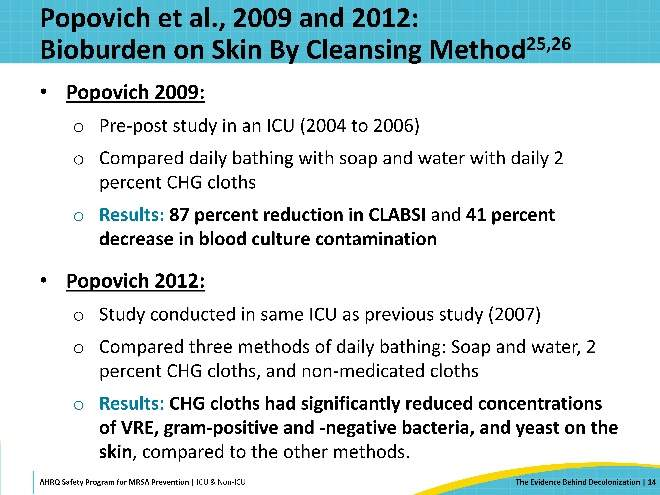 Popovich et al., 2009 and 2012:
Bioburden on Skin By Cleansing Method25,26
• Popovich 2009:
o Pre-post study in an ICU (2004 to 2006)
o Compared daily bathing with soap and water with daily 2
percent CHG cloths
o Results: 87 percent reduction in CLABSI and 41 percent
decrease in blood culture contamination
• Popovich 2012:
o Study conducted in same ICU as previous study (2007)
o Compared three methods of daily bathing: Soap and water, 2
percent CHG cloths, and non-medicated cloths
o Results: CHG cloths had significantly reduced concentrations
of VRE, gram-positive and -negative bacteria, and yeast on the
skin, compared to the other methods.
AHRQ Safety Program for MRSA Prevention | ICU & Non-ICU
The Evidence Behind Decolonization | 14